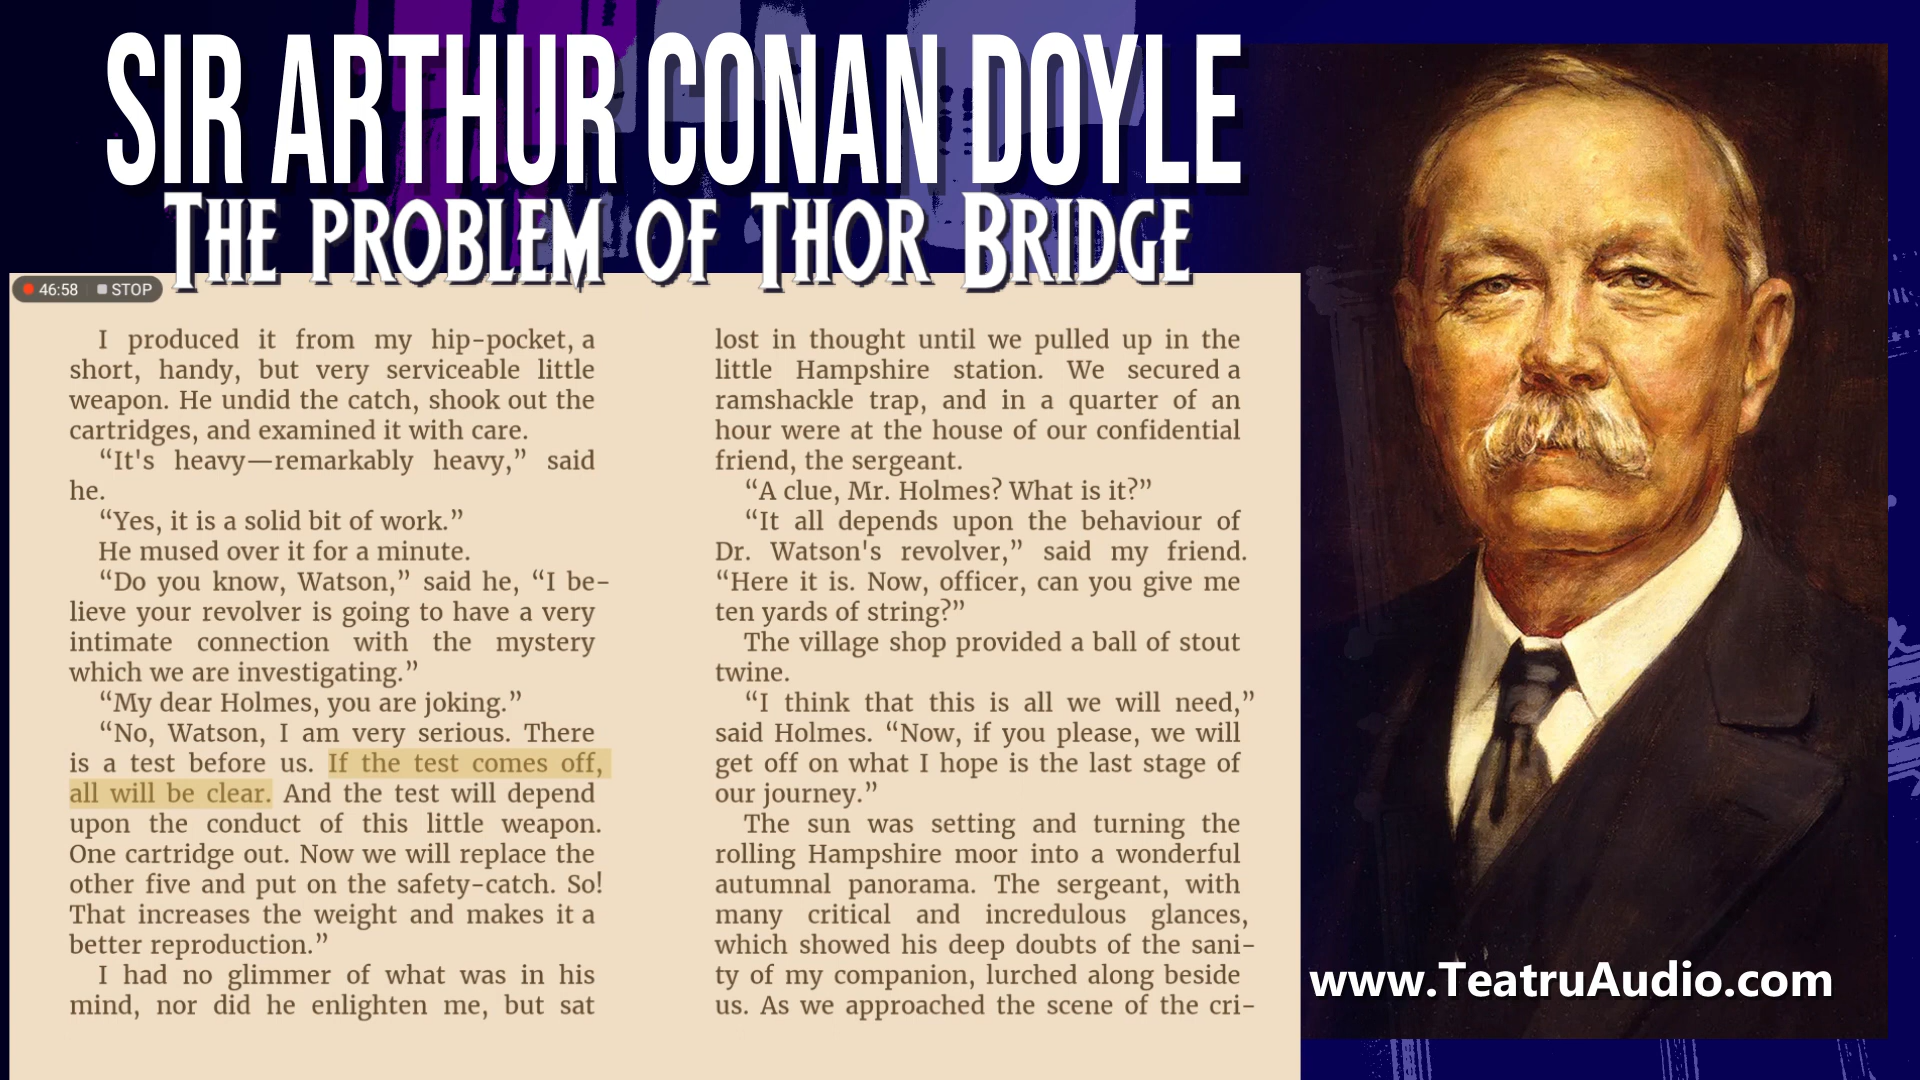 SIR ARTHUR CONAN DOYLE
THE PROBLEM OF THOR BRIDGE
46:58 STOP
I produced it from my hip-pocket, a
short, handy, but very serviceable little
weapon. He undid the catch, shook out the
cartridges, and examined it with care.
“It's heavy—remarkably heavy,” said
he.
“Yes, it is a solid bit of work.”
He mused over it for a minute.
“Do you know, Watson,” said he, “I be-
lieve your revolver is going to have a very
intimate connection with the mystery
which we are investigating.”
“My dear Holmes, you are joking.”
“No, Watson, I am very serious. There
is a test before us. If the test comes off,
all will be clear. And the test will depend
upon the conduct of this little weapon.
One cartridge out. Now we will replace the
other five and put on the safety-catch. So!
That increases the weight and makes it a
better reproduction.”
I had no glimmer of what was in his
mind, nor did he enlighten me, but sat
lost in thought until we pulled up in the
little Hampshire station. We secured a
ramshackle trap, and in a quarter of an
hour were at the house of our confidential
friend, the sergeant.
“A clue, Mr. Holmes? What is it?”
“It all depends upon the behaviour of
Dr. Watson's revolver,” said my friend.
“Here it is. Now, officer, can you give me
ten yards of string?”
The village shop provided a ball of stout
twine.
“I think that this is all we will need,”
said Holmes. “Now, if you please, we will
get off on what I hope is the last stage of
our journey.”
The sun was setting and turning the
rolling Hampshire moor into a wonderful
autumnal panorama. The sergeant, with
many critical and incredulous glances,
which showed his deep doubts of the sani-
ty of my companion, lurched along beside
us. As we approached the scene of the cri-
www.TeatruAudio.com